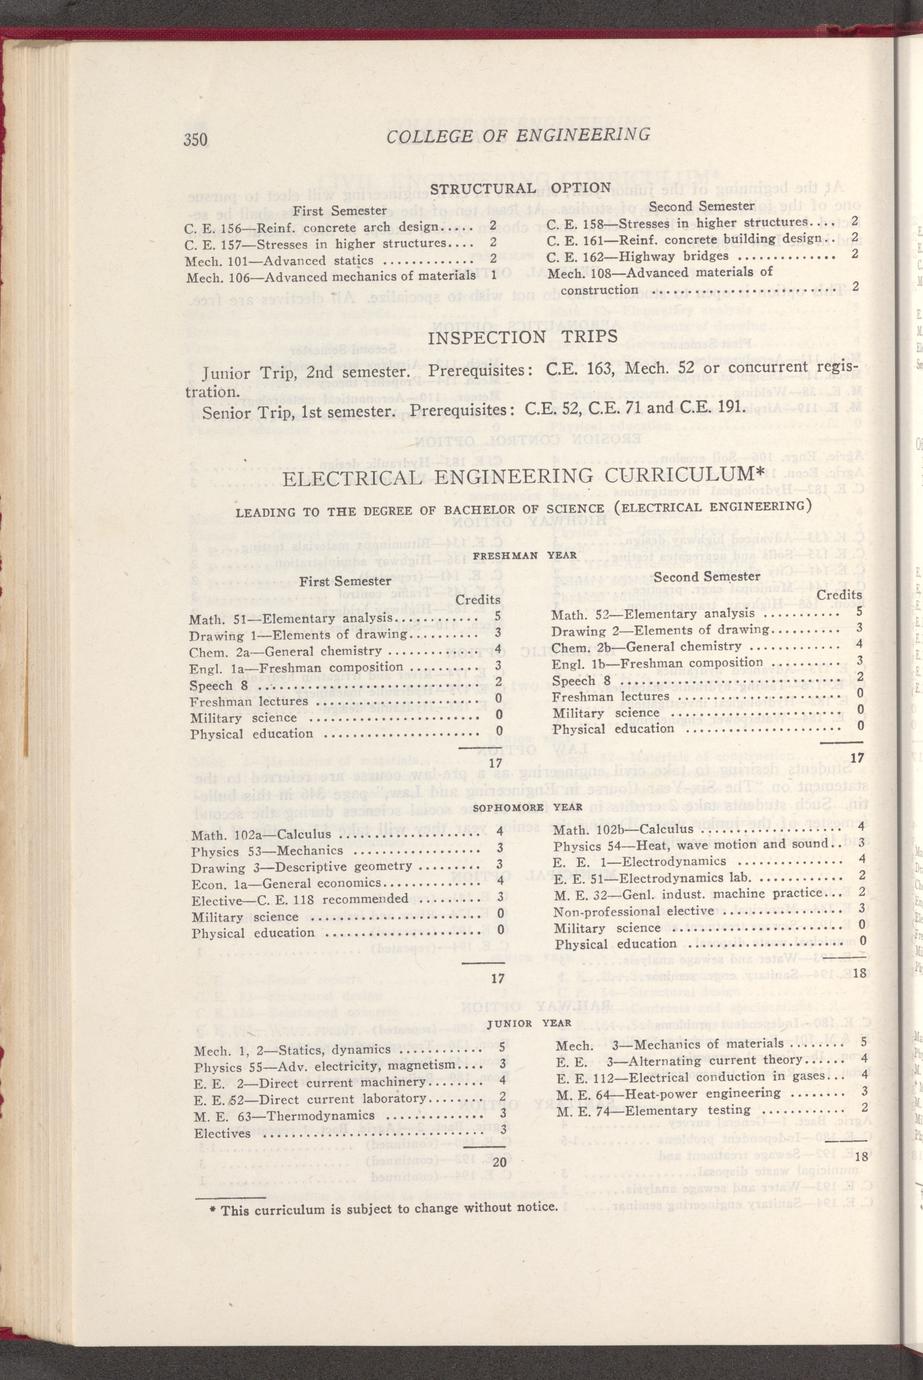 350
COLLEGE OF ENGINEERING
STRUCTURAL OPTION
First Semester
C. E. 156—Reinf. concrete arch design..... 2
C. E. 157—Stresses in higher structures.... 2
Mech. 101—Advanced statics ............. 2
Mech. 106—Advanced mechanics of materials 1
Second Semester
C. E. 158—Stresses in higher structures.... 2
C. E. 161—Reinf. concrete building design.. 2
C. E. 162—Highway bridges .............. 2
Mech. 108—Advanced materials of
construction .......................... 2
INSPECTION TRIPS
Junior Trip, 2nd semester. Prerequisites: C.E. 163, Mech. 52 or concurrent regis-
tration.
Senior Trip, 1st semester. Prerequisites: C.E. 52, C.E. 71 and C.E. 191.
ELECTRICAL ENGINEERING CURRICULUM*
LEADING TO THE DEGREE OF BACHELOR OF SCIENCE (ELECTRICAL ENGINEERING)
FRESHMAN YEAR
First Semester
Credits
Math. 51—Elementary analysis............ 5
Drawing 1—Elements of drawing.......... 3
Chem. 2a—General chemistry ............. 4
Engl. 1a—Freshman composition .......... 3
Speech 8 ............................... 2
Freshman lectures ....................... 0
Military science ........................ 0
Physical education ...................... 0
17
Second Semester
Credits
Math. 52—Elementary analysis ........... 5
Drawing 2—Elements of drawing.......... 3
Chem. 2b—General chemistry ............. 4
Engl. 1b—Freshman composition .......... 3
Speech 8 ............................... 2
Freshman lectures ....................... 0
Military science ........................ 0
Physical education ...................... 0
17
SOPHOMORE YEAR
Math. 102a—Calculus .................... 4
Physics 53—Mechanics .................. 3
Drawing 3—Descriptive geometry ......... 3
Econ. 1a—General economics.............. 4
Elective—C. E. 118 recommended ......... 3
Military science ........................ 0
Physical education ...................... 0
17
Math. 102b—Calculus .................... 4
Physics 54—Heat, wave motion and sound.. 3
E. E. 1—Electrodynamics ............... 4
E. E. 51—Electrodynamics lab. ............ 2
M. E. 32—Genl. indust. machine practice... 2
Non-professional elective ................. 3
Military science ........................ 0
Physical education ...................... 0
18
JUNIOR YEAR
Mech. 1, 2—Statics, dynamics ............ 5
Physics 55—Adv. electricity, magnetism.... 3
E. E. 2—Direct current machinery........ 4
E. E. 52—Direct current laboratory........ 2
M. E. 63—Thermodynamics .............. 3
Electives ............................... 3
20
Mech. 3—Mechanics of materials ........ 5
E. E. 3—Alternating current theory...... 4
E. E. 112—Electrical conduction in gases... 4
M. E. 64—Heat-power engineering ........ 3
M. E. 74—Elementary testing ............ 2
18
* This curriculum is subject to change without notice.